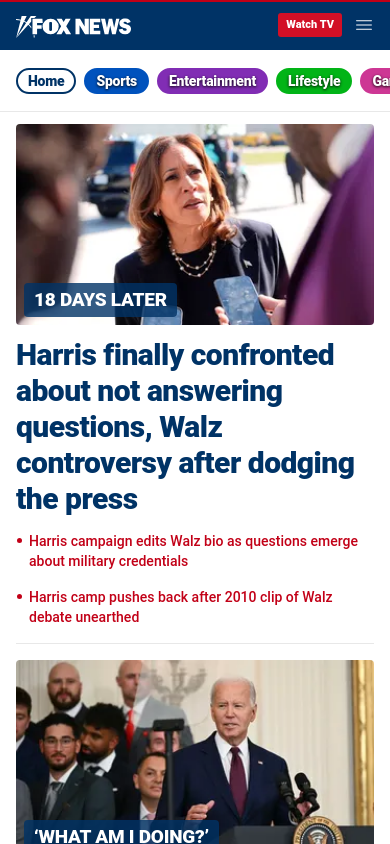 FOX NEWS
Watch TV
Home
Sports
Entertainment
Lifestyle
18 DAYS LATER
Harris finally confronted
about not answering
questions, Walz
controversy after dodging
the press
• Harris campaign edits Walz bio as questions emerge
about military credentials
• Harris camp pushes back after 2010 clip of Walz
debate unearthed
‘WHAT AM I DOING?’